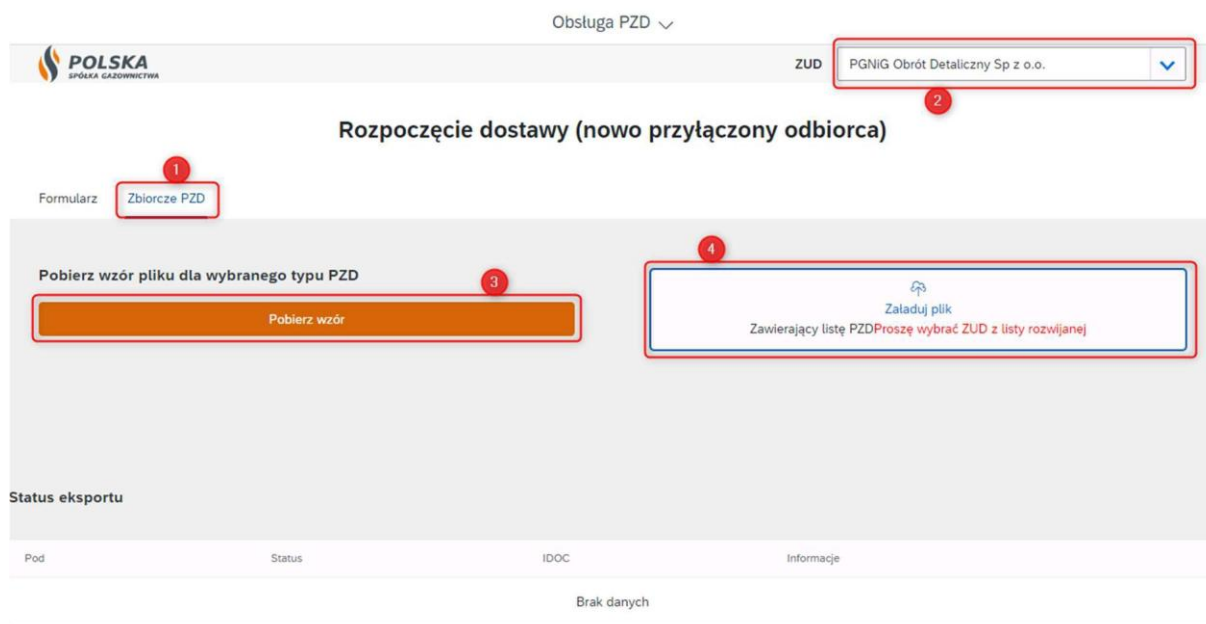 Obsługa PZD
POLSKA
SPÓŁKA GAZOWNICTWA
ZUD PGNiG Obrót Detaliczny Sp z o.o.
2
Rozpoczęcie dostawy (nowo przyłączony odbiorca)
1
Formularz Zbiorcze PZD
4
Pobierz wzór pliku dla wybranego typu PZD
3
Pobierz wzór
Załaduj plik
Zawierający listę PZDProszę wybrać ZUD z listy rozwijanej
Status eksportu
Pod Status IDOC Informacje
Brak danych